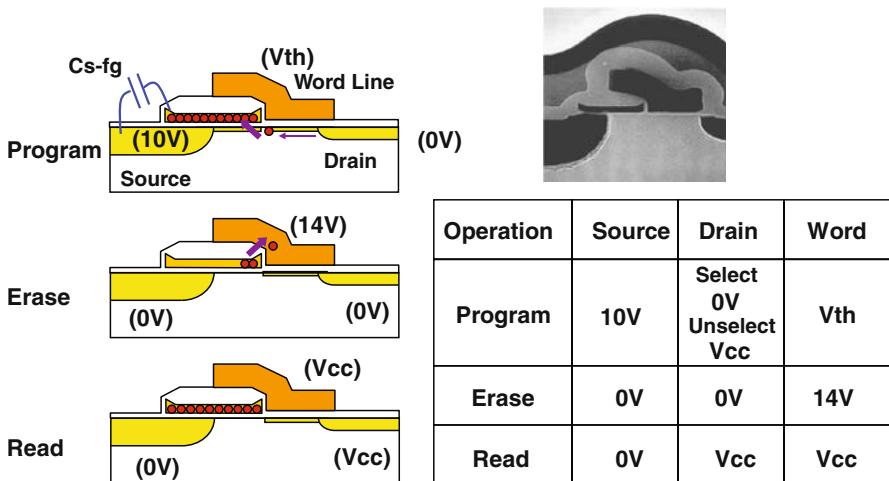 Cs-fg
(Vth)
Word Line
(10V)
(0V)
Program
Drain
Source
(14V)
Erase
(0V)
(0V)
(Vcc)
Read
(0V)
(Vcc)
Operation Source Drain Word
Program 10V Select 0V Unselect Vcc Vth
Erase 0V 0V 14V
Read 0V Vcc Vcc